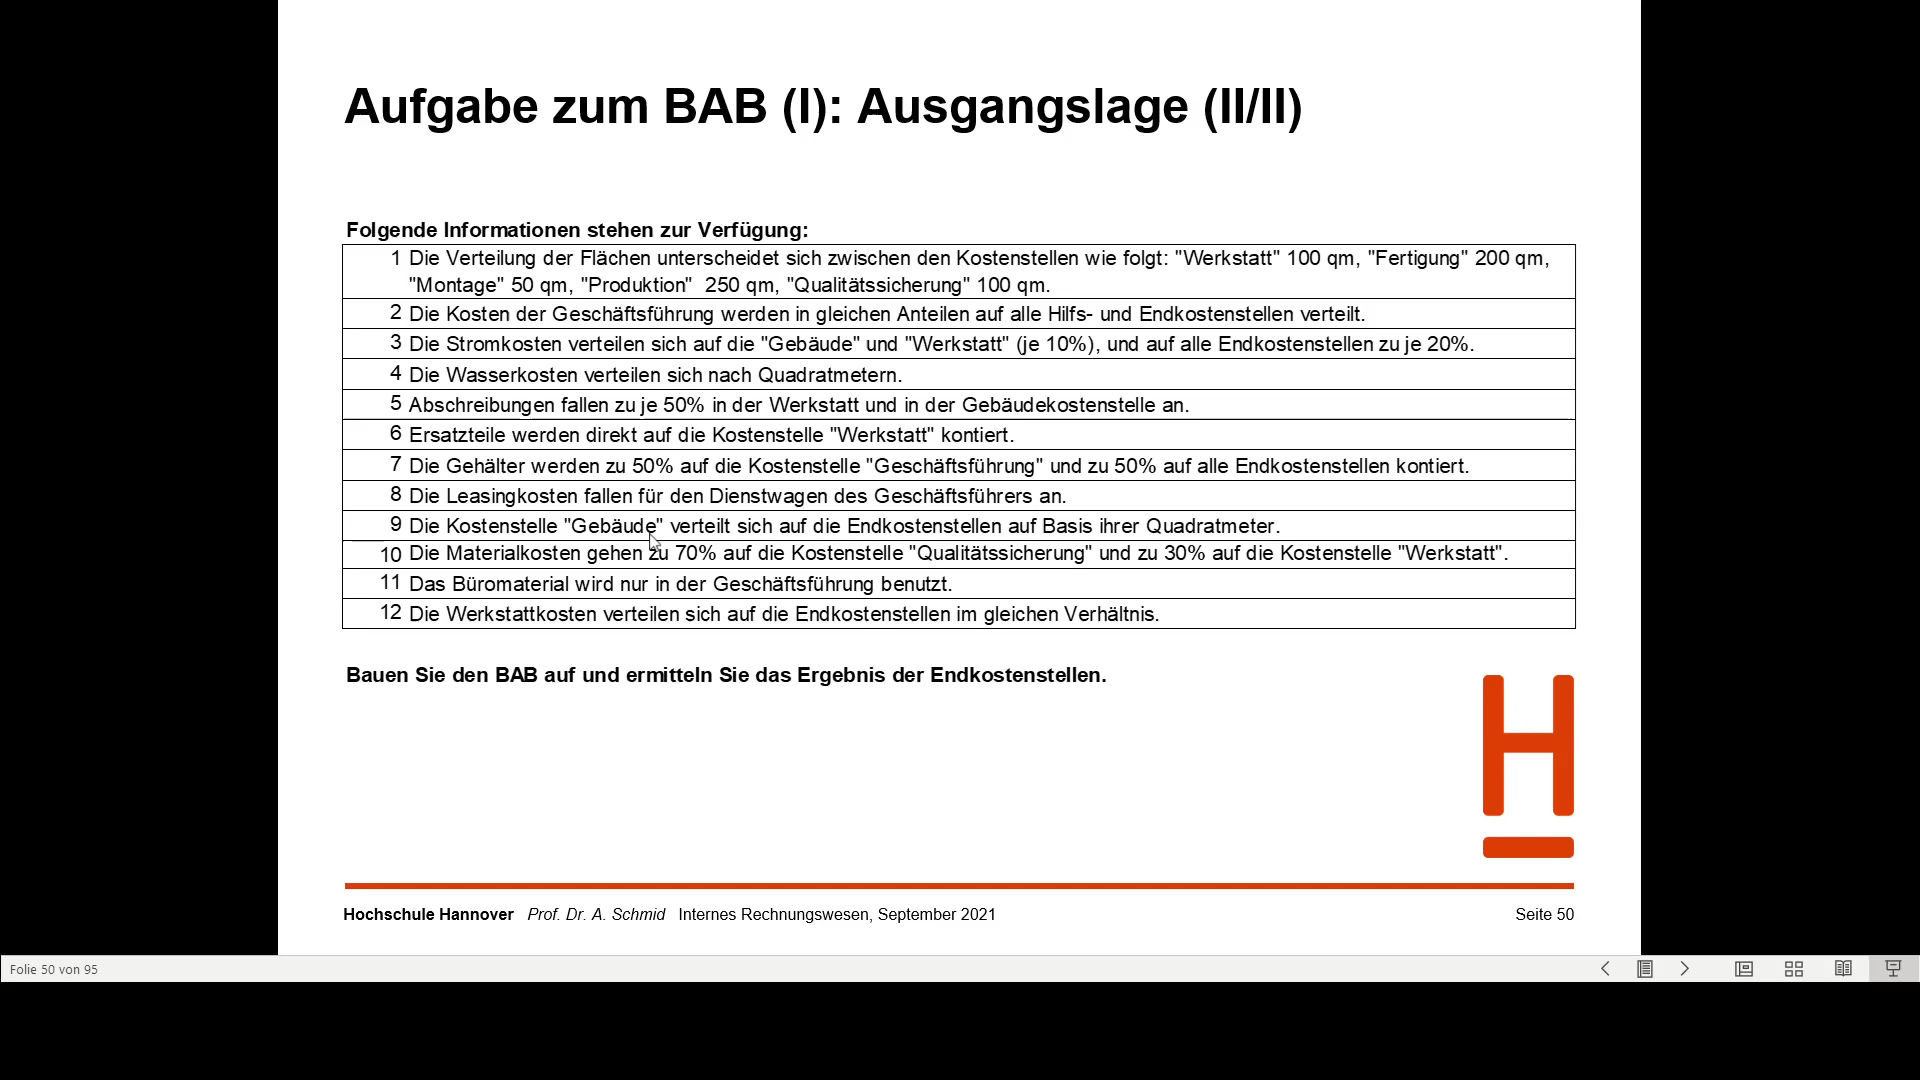 Aufgabe zum BAB (I): Ausgangslage (II/II)
Folgende Informationen stehen zur Verfügung:
1 Die Verteilung der Flächen unterscheidet sich zwischen den Kostenstellen wie folgt: "Werkstatt" 100 qm, "Fertigung" 200 qm,
"Montage" 50 qm, "Produktion" 250 qm, "Qualitätssicherung" 100 qm.
2 Die Kosten der Geschäftsführung werden in gleichen Anteilen auf alle Hilfs- und Endkostenstellen verteilt.
3 Die Stromkosten verteilen sich auf die "Gebäude" und "Werkstatt" (je 10%), und auf alle Endkostenstellen zu je 20%.
4 Die Wasserkosten verteilen sich nach Quadratmetern.
5 Abschreibungen fallen zu je 50% in der Werkstatt und in der Gebäudekostenstelle an.
6 Ersatzteile werden direkt auf die Kostenstelle "Werkstatt" kontiert.
7 Die Gehälter werden zu 50% auf die Kostenstelle "Geschäftsführung" und zu 50% auf alle Endkostenstellen kontiert.
8 Die Leasingkosten fallen für den Dienstwagen des Geschäftsführers an.
9 Die Kostenstelle "Gebäude" verteilt sich auf die Endkostenstellen auf Basis ihrer Quadratmeter.
10 Die Materialkosten gehen zu 70% auf die Kostenstelle "Qualitätssicherung" und zu 30% auf die Kostenstelle "Werkstatt".
11 Das Büromaterial wird nur in der Geschäftsführung benutzt.
12 Die Werkstattkosten verteilen sich auf die Endkostenstellen im gleichen Verhältnis.
Bauen Sie den BAB auf und ermitteln Sie das Ergebnis der Endkostenstellen.
H
Hochschule Hannover Prof. Dr. A. Schmid Internes Rechnungswesen, September 2021 Seite 50
Folie 50 von 95